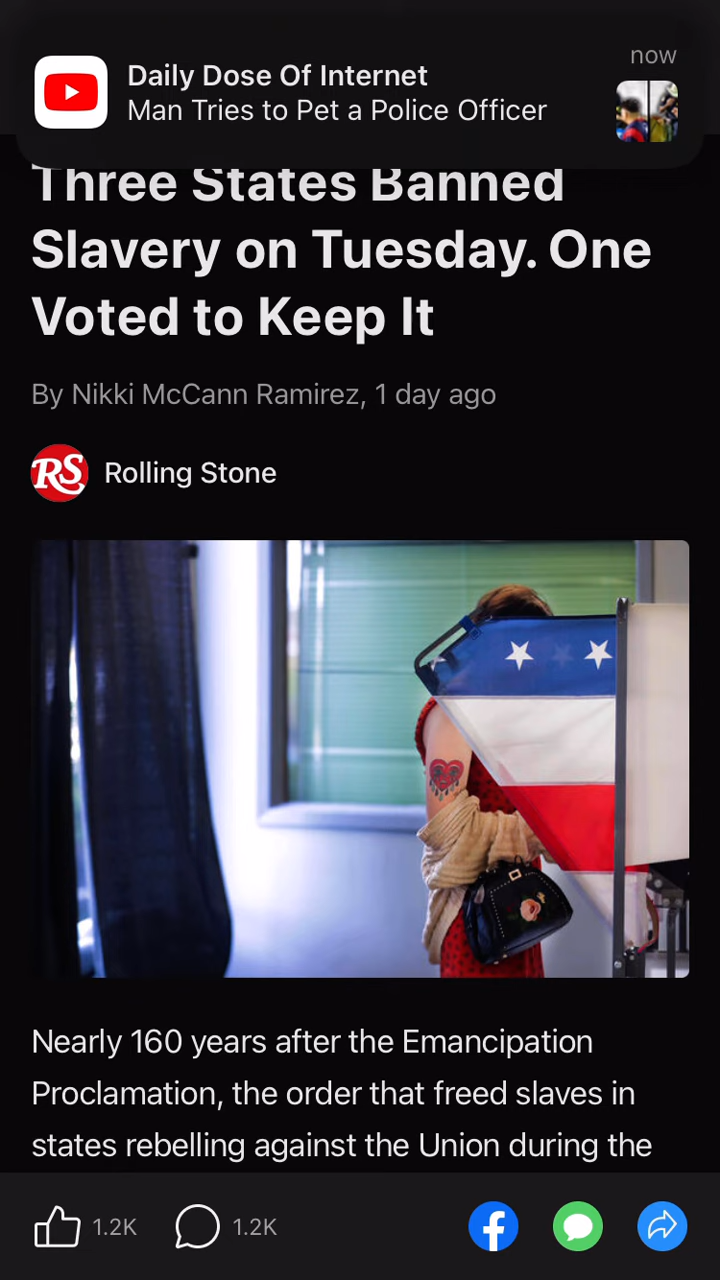 now
Daily Dose Of Internet
Man Tries to Pet a Police Officer
Three States Banned
Slavery on Tuesday. One
Voted to Keep It
By Nikki McCann Ramirez, 1 day ago
RS
Rolling Stone
Nearly 160 years after the Emancipation
Proclamation, the order that freed slaves in
states rebelling against the Union during the
1.2K
1.2K